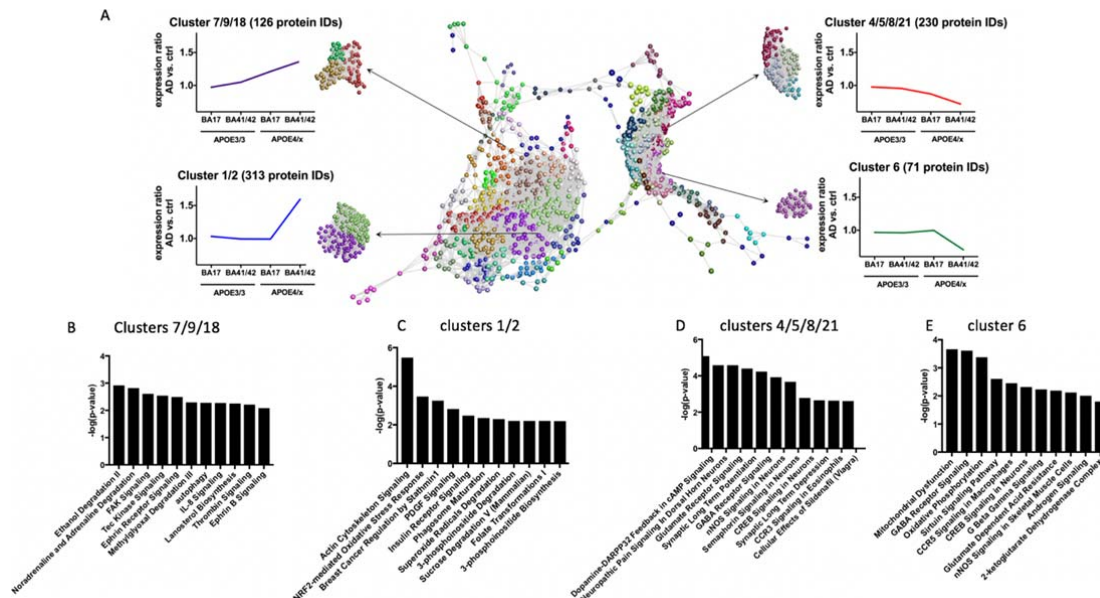 A
Cluster 7/9/18 (126 protein IDs)
expression ratio
AD vs. ctrl
1.5
1.0
BA17
BA41/42
BA17
BA41/42
APOE3/3
APOE4/x
Cluster 4/5/8/21 (230 protein IDs)
expression ratio
AD vs. ctrl
1.5
1.0
BA17
BA41/42
BA17
BA41/42
APOE3/3
APOE4/x
Cluster 1/2 (313 protein IDs)
expression ratio
AD vs. ctrl
1.5
1.0
BA17
BA41/42
BA17
BA41/42
APOE3/3
APOE4/x
Cluster 6 (71 protein IDs)
expression ratio
AD vs. ctrl
1.5
1.0
BA17
BA41/42
BA17
BA41/42
APOE3/3
APOE4/x
B
Clusters 7/9/18
-log(p-value)
4
3
2
1
0
Ethanol Degradation II
Noradrenaline and Adrenaline Degradation
FAK Signaling
Tec Kinase Signaling
Ephrin Receptor Signaling
Methylglyoxal Degradation III
autophagy
IL-8 Signaling
Lanosterol Biosynthesis
Thrombin Signaling
Ephrin B Signaling
C
clusters 1/2
-log(p-value)
6
4
2
0
Actin Cytoskeleton Signaling
NRF2-mediated Oxidative Stress Response
Breast Cancer Regulation by Stathmin1
PDGF Signaling
Insulin Receptor Signaling
Phagosome Maturation
Superoxide Radicals Degradation
3-phosphoinositide Degradation
Sucrose Degradation V (Mammalian)
Folate Transformations I
3-phosphoinositide Biosynthesis
D
clusters 4/5/8/21
-log(p-value)
6
4
2
0
Dopamine-DARPP32 Feedback in cAMP Signaling
Neuropathic Pain Signaling In Dorsal Horn Neurons
Glutamate Receptor Signaling
Synaptic Long Term Potentiation
GABA Receptor Signaling
nNOS Signaling in Neurons
Semaphorin Signaling in Neurons
CREB Signaling in Neurons
Synaptic Long Term Depression
CCR3 Signaling in Eosinophils
Cellular Effects of Sildenafil (Viagra)
E
cluster 6
-log(p-value)
4
3
2
1
0
Mitochondria Dysfunction
GABA Receptor Signaling
Oxidative Phosphorylation
Sirtuin Signaling Pathway
CCR5 Signaling in Macrophages
CREB Signaling in Neurons
G Beta Gamma Signaling
Glutamate Dependent Acid Resistance
nNOS Signaling in Skeletal Muscle Cells
Androgen Signaling
2-ketoglutarate Dehydrogenase Complex